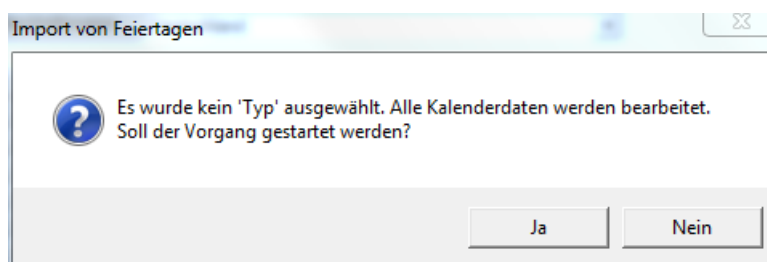 Import von Feiertagen
Es wurde kein 'Typ' ausgewählt. Alle Kalenderdaten werden bearbeitet.
Soll der Vorgang gestartet werden?
Ja
Nein